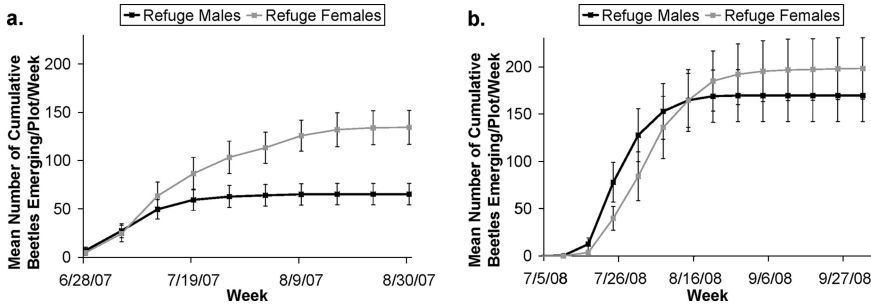 a.
Refuge Males Refuge Females
Mean Number of Cumulative
Beetles Emerging/Plot/Week
200
150
100
50
0
6/28/07 7/19/07 8/9/07 8/30/07
Week
b.
Refuge Males Refuge Females
Mean Number of Cumulative
Beetles Emerging/Plot/Week
200
150
100
50
0
7/5/08 7/26/08 8/16/08 9/6/08 9/27/08
Week